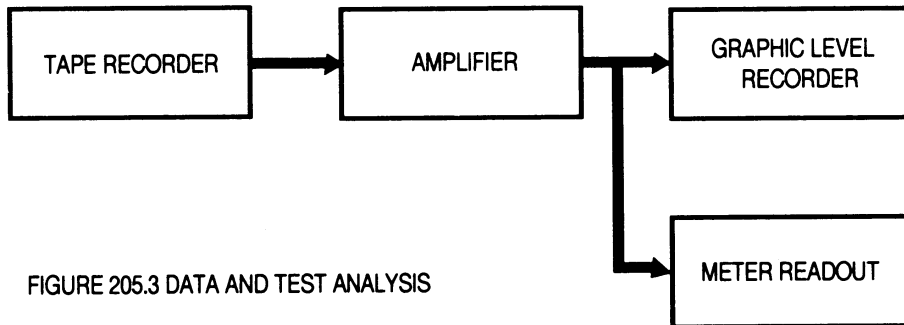 TAPE RECORDER
AMPLIFIER
GRAPHIC LEVEL
RECORDER
METER READOUT
FIGURE 205.3 DATA AND TEST ANALYSIS